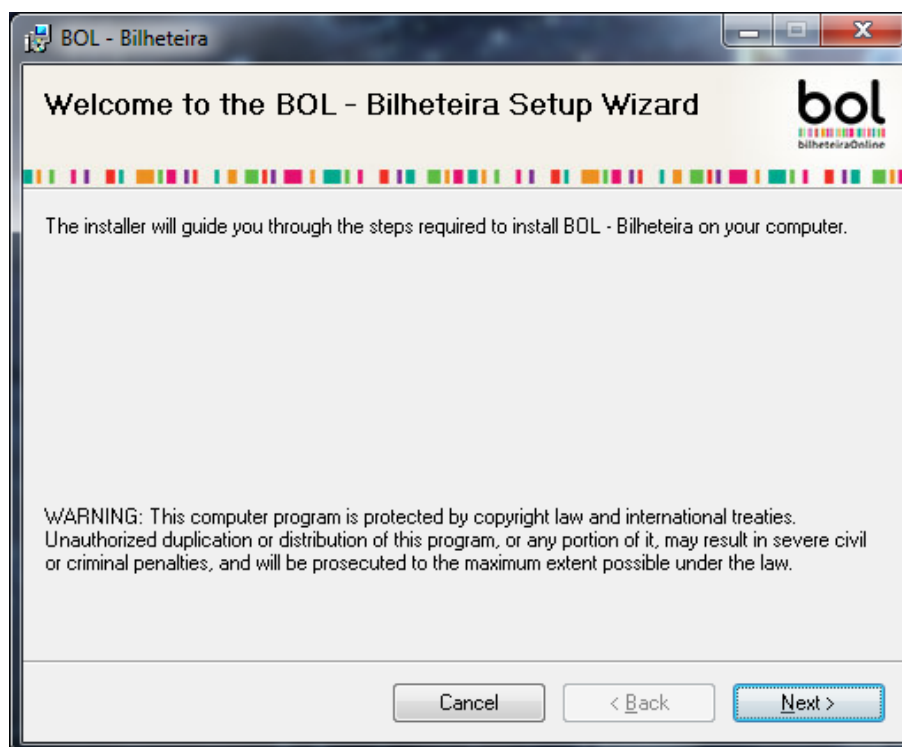 BOL - Bilheteira
Welcome to the BOL - Bilheteira Setup Wizard
bol
bilheteiraOnline
The installer will guide you through the steps required to install BOL - Bilheteira on your computer.
WARNING: This computer program is protected by copyright law and international treaties.
Unauthorized duplication or distribution of this program, or any portion of it, may result in severe civil
or criminal penalties, and will be prosecuted to the maximum extent possible under the law.
Cancel
< Back
Next >